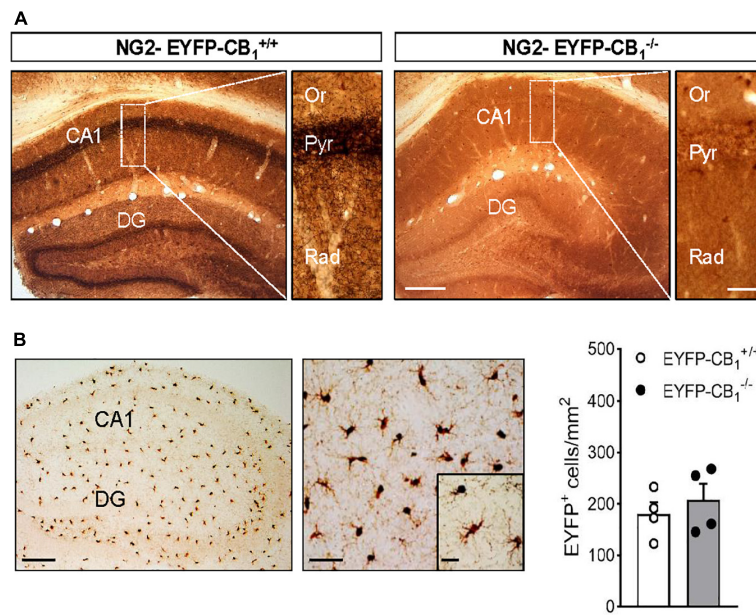 A
NG2- EYFP-CB1+/+
NG2- EYFP-CB1-/-
CA1
DG
Or
Pyr
Rad
CA1
DG
Or
Pyr
Rad
B
CA1
DG
500
400
300
200
100
0
EYFP+ cells/mm2
EYFP-CB1+/+
EYFP-CB1-/-